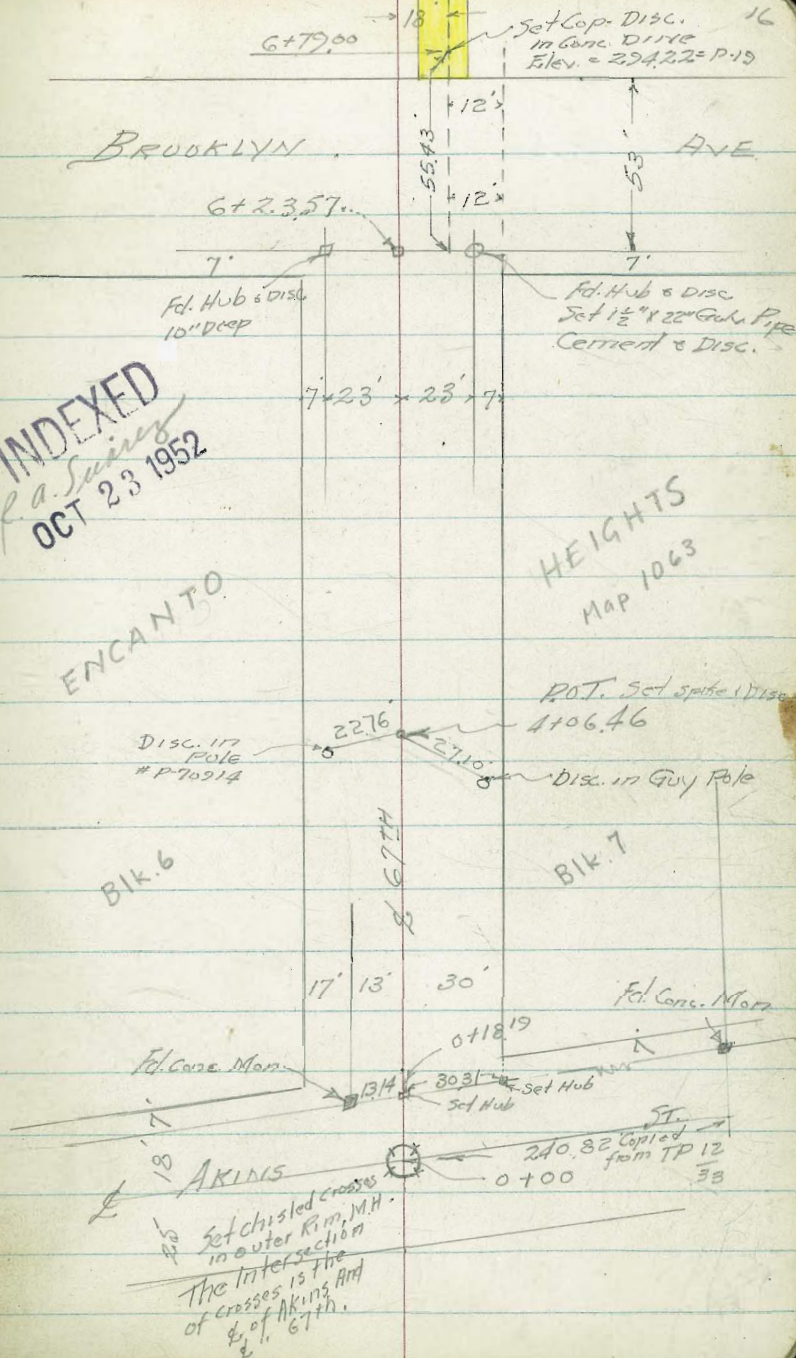 16
18'
6+79.00
Set Cop. Disc.
in Conc. Drive
Elev. = 294.22 = P-19
12'
BROOKLYN AVE
55.43'
53'
12'
6+23.57
7'
7'
Fd. Hub & Disc
10" Deep
Fd. Hub & Disc
Set 1½" X 22" Galv. Pipe
Cement & Disc.
7' 23' 23' 7'
INDEXED
R.A. Suarez
OCT 23 1952
ENCANTO HEIGHTS
Map 1063
P.O.T. Set spike & Disc
4+06.46
22.76'
27.10'
Disc. in
Pole
# P-70914
Disc. in Guy Pole
℄ 67TH
Blk. 6
Blk. 7
17' 13' 30'
Fd. Conc. Mon
0+18.19
7'
Fd. Conc. Mon.
13.14
30.31
Set Hub
Set Hub
7'
18'
25'
℄ AKINS ST.
240.82 Copied
from TP 12
33
0+00
Set chisled crosses
in outer Rim, M.H.
The Intersection
of crosses is the
℄ of Akins And
℄ " 67th.